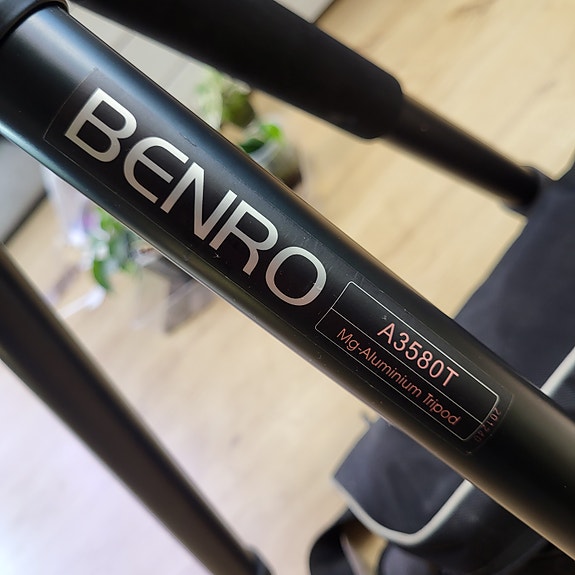 BENRO
A3580T
Mg-Aluminium Tripod